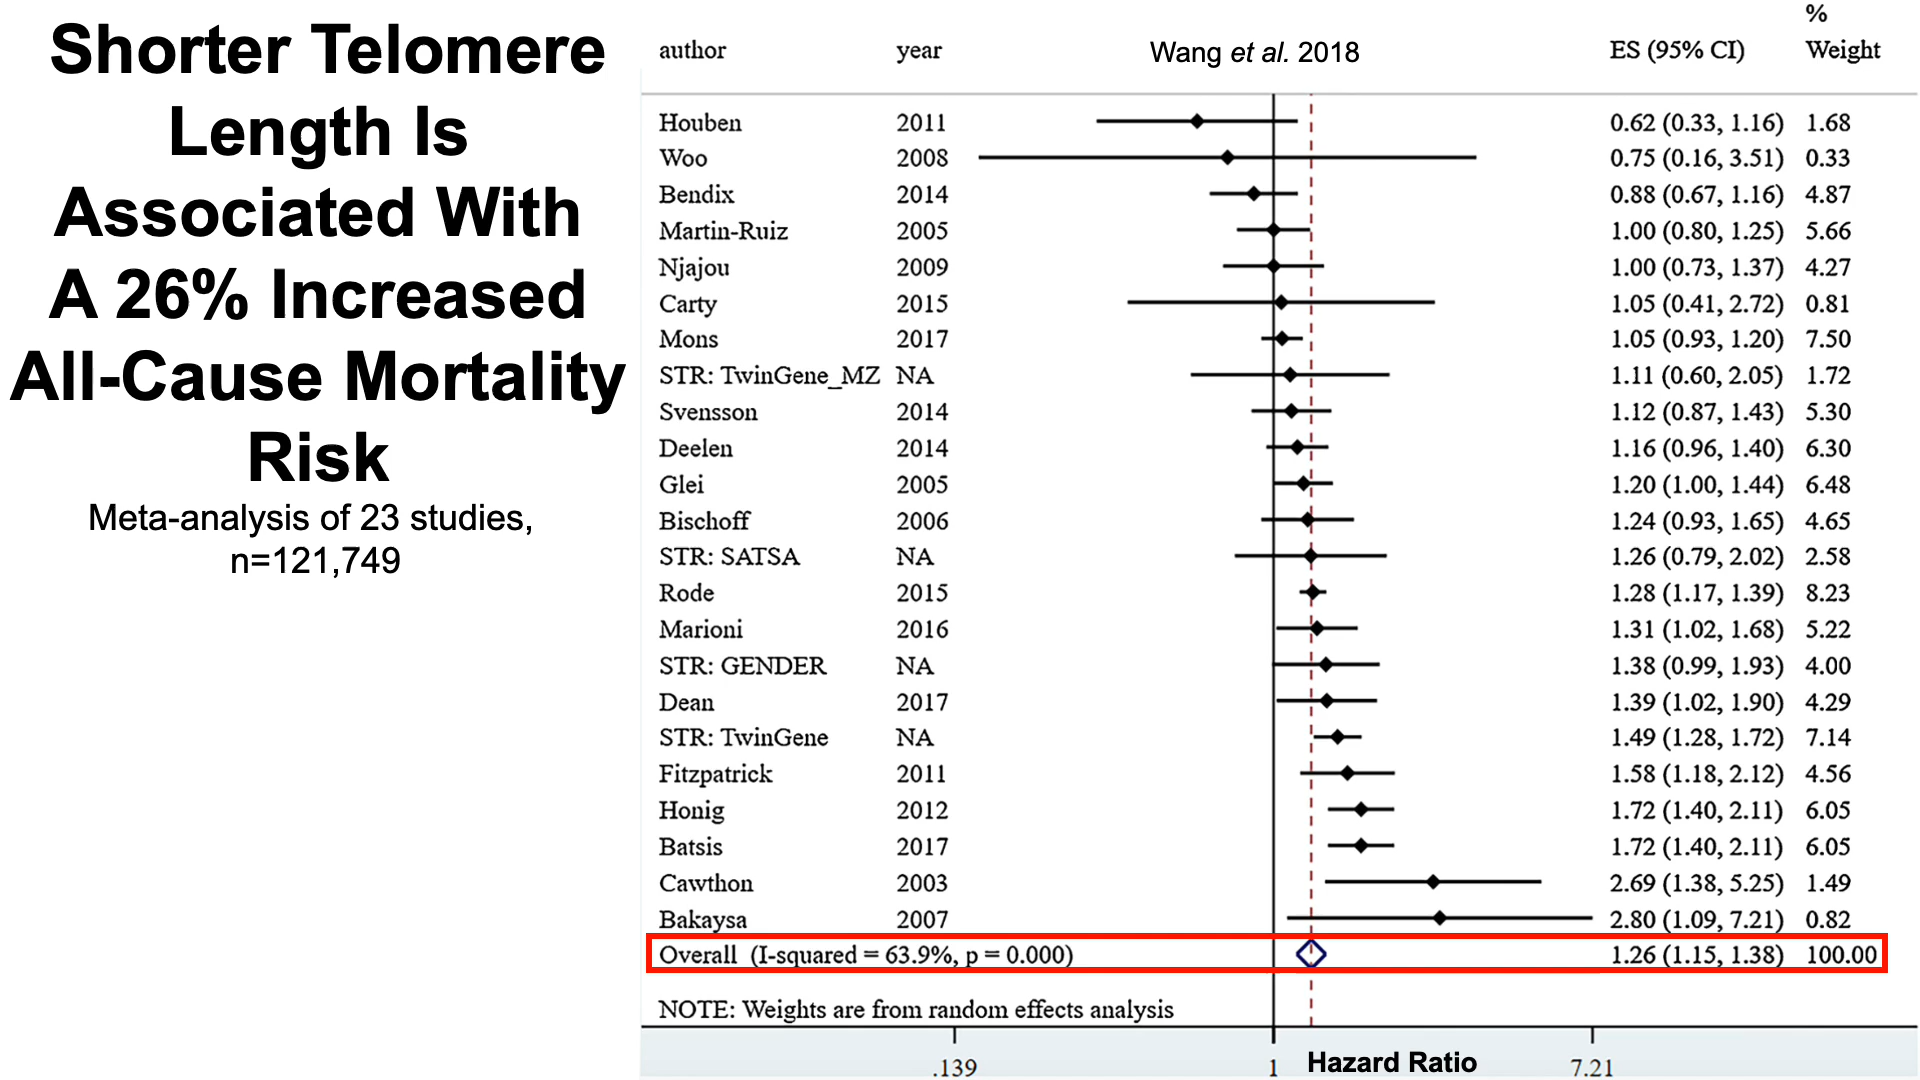 Shorter Telomere
Length Is
Associated With
A 26% Increased
All-Cause Mortality
Risk
Meta-analysis of 23 studies,
n=121,749
%
author year Wang et al. 2018 ES (95% CI) Weight
Houben 2011 0.62 (0.33, 1.16) 1.68
Woo 2008 0.75 (0.16, 3.51) 0.33
Bendix 2014 0.88 (0.67, 1.16) 4.87
Martin-Ruiz 2005 1.00 (0.80, 1.25) 5.66
Njajou 2009 1.00 (0.73, 1.37) 4.27
Carty 2015 1.05 (0.41, 2.72) 0.81
Mons 2017 1.05 (0.93, 1.20) 7.50
STR: TwinGene_MZ NA 1.11 (0.60, 2.05) 1.72
Svensson 2014 1.12 (0.87, 1.43) 5.30
Deelen 2014 1.16 (0.96, 1.40) 6.30
Glei 2005 1.20 (1.00, 1.44) 6.48
Bischoff 2006 1.24 (0.93, 1.65) 4.65
STR: SATSA NA 1.26 (0.79, 2.02) 2.58
Rode 2015 1.28 (1.17, 1.39) 8.23
Marioni 2016 1.31 (1.02, 1.68) 5.22
STR: GENDER NA 1.38 (0.99, 1.93) 4.00
Dean 2017 1.39 (1.02, 1.90) 4.29
STR: TwinGene NA 1.49 (1.28, 1.72) 7.14
Fitzpatrick 2011 1.58 (1.18, 2.12) 4.56
Honig 2012 1.72 (1.40, 2.11) 6.05
Batsis 2017 1.72 (1.40, 2.11) 6.05
Cawthon 2003 2.69 (1.38, 5.25) 1.49
Bakaysa 2007 2.80 (1.09, 7.21) 0.82
Overall (I-squared = 63.9%, p = 0.000) 1.26 (1.15, 1.38) 100.00
NOTE: Weights are from random effects analysis
.139 1 Hazard Ratio 7.21